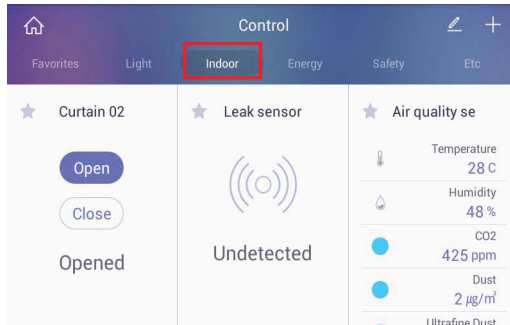 Control
Favorites Light Indoor Energy Safety Etc
Curtain 02
Open
Close
Opened
Leak sensor
Undetected
Air quality se
Temperature
28 C
Humidity
48 %
CO2
425 ppm
Dust
2 μg/m³
Ultrafine Dust